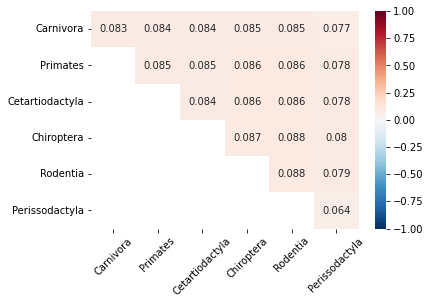 Carnivora 0.083 0.084 0.084 0.085 0.085 0.077
Primates 0.085 0.085 0.086 0.086 0.078
Cetartiodactyla 0.084 0.086 0.086 0.078
Chiroptera 0.087 0.088 0.08
Rodentia 0.088 0.079
Perissodactyla 0.064
Carnivora
Primates
Cetartiodactyla
Chiroptera
Rodentia
Perissodactyla
1.00
0.75
0.50
0.25
0.00
−0.25
−0.50
−0.75
−1.00